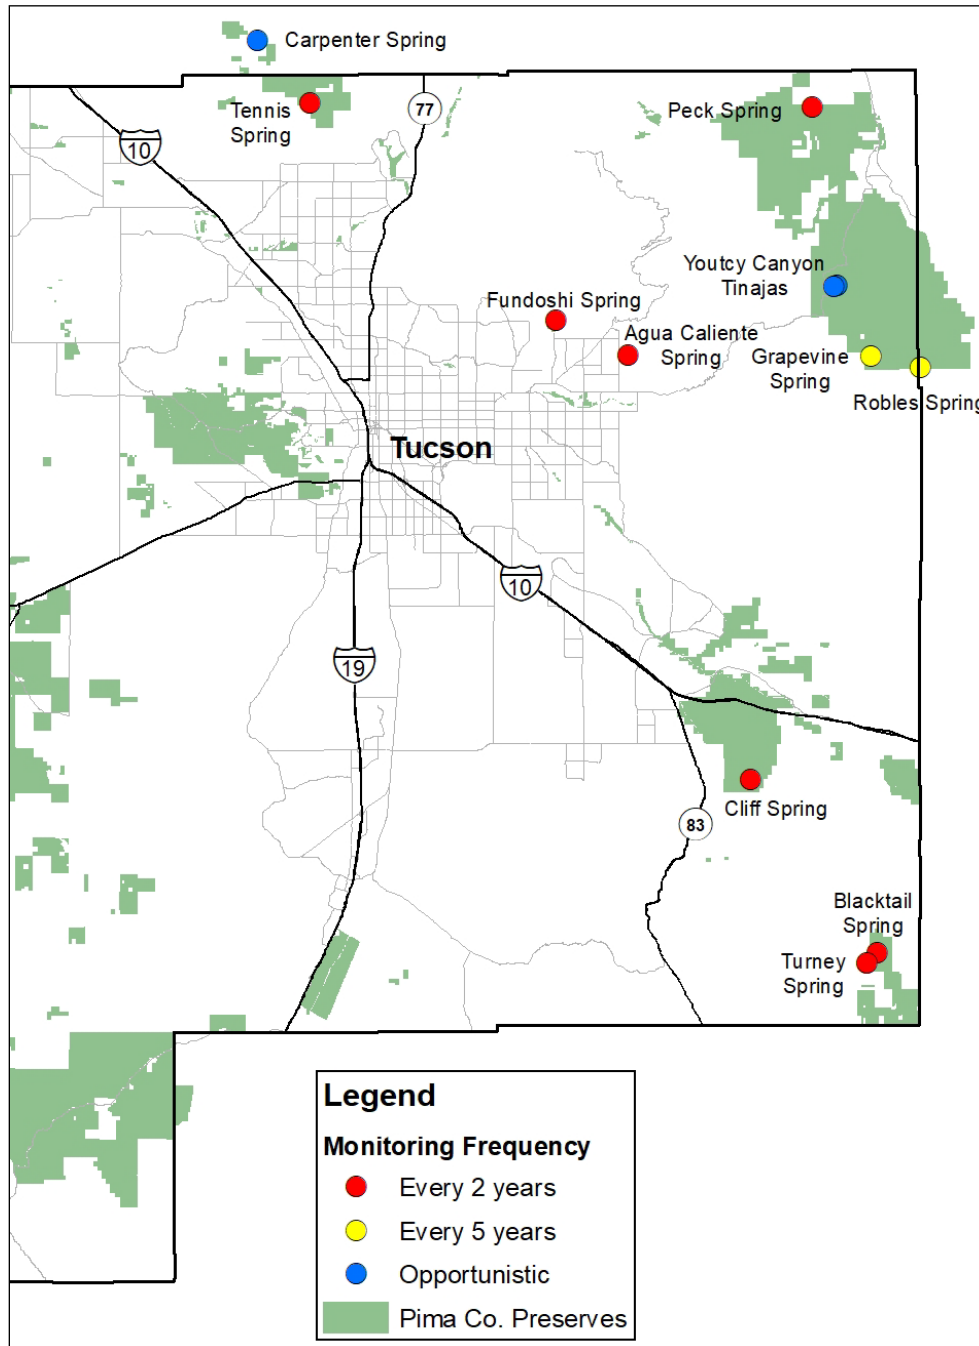 Carpenter Spring
Tennis
Spring
77
10
Peck Spring
Youtcy Canyon
Tinajas
Fundoshi Spring
Agua Caliente
Spring
Grapevine
Spring
Robles Spring
Tucson
10
19
Cliff Spring
83
Blacktail
Spring
Turney
Spring
Legend
Monitoring Frequency
Every 2 years
Every 5 years
Opportunistic
Pima Co. Preserves